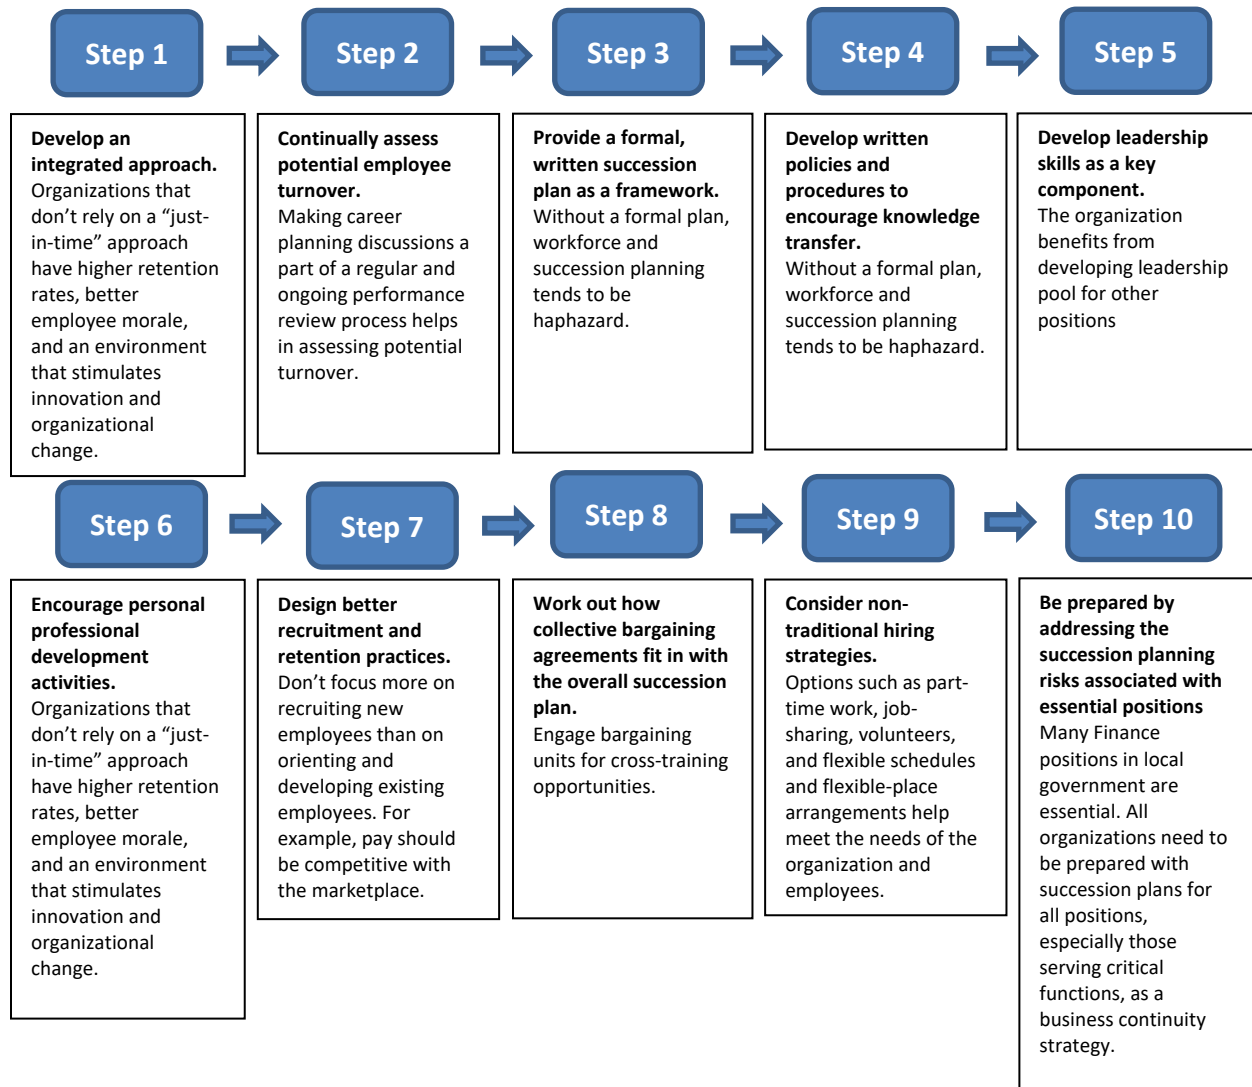 Step 1
Step 2
Step 3
Step 4
Step 5
Develop an
integrated approach.
Organizations that
don’t rely on a “just-
in-time” approach
have higher retention
rates, better
employee morale,
and an environment
that stimulates
innovation and
organizational
change.
Continually assess
potential employee
turnover.
Making career
planning discussions a
part of a regular and
ongoing performance
review process helps
in assessing potential
turnover.
Provide a formal,
written succession
plan as a framework.
Without a formal plan,
workforce and
succession planning
tends to be
haphazard.
Develop written
policies and
procedures to
encourage knowledge
transfer.
Without a formal plan,
workforce and
succession planning
tends to be haphazard.
Develop leadership
skills as a key
component.
The organization
benefits from
developing leadership
pool for other
positions
Step 6
Step 7
Step 8
Step 9
Step 10
Encourage personal
professional
development
activities.
Organizations that
don’t rely on a “just-
in-time” approach
have higher retention
rates, better
employee morale,
and an environment
that stimulates
innovation and
organizational
change.
Design better
recruitment and
retention practices.
Don’t focus more on
recruiting new
employees than on
orienting and
developing existing
employees. For
example, pay should
be competitive with
the marketplace.
Work out how
collective bargaining
agreements fit in with
the overall succession
plan.
Engage bargaining
units for cross-training
opportunities.
Consider non-
traditional hiring
strategies.
Options such as part-
time work, job-
sharing, volunteers,
and flexible schedules
and flexible-place
arrangements help
meet the needs of the
organization and
employees.
Be prepared by
addressing the
succession planning
risks associated with
essential positions
Many Finance
positions in local
government are
essential. All
organizations need to
be prepared with
succession plans for
all positions,
especially those
serving critical
functions, as a
business continuity
strategy.